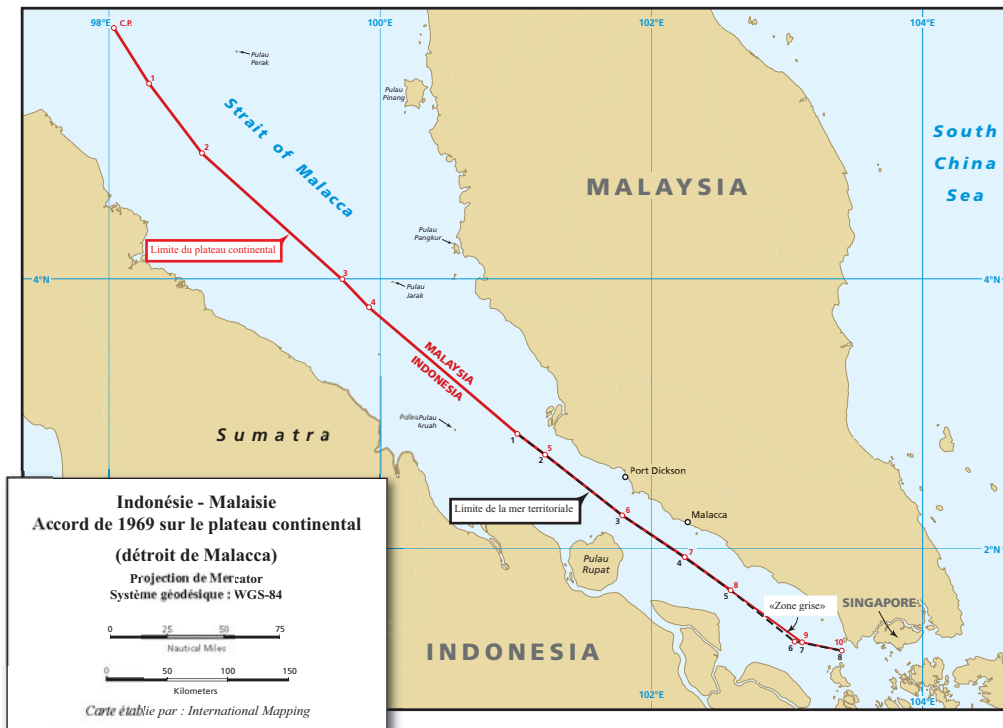 98°E
100°E
102°E
104°E
C.P.
1
2
3
4
Pulau
Perak
Pulau
Pinang
Strait of Malacca
MALAYSIA
South
China
Sea
Limite du plateau continental
Pulau
Pangkur
4°N
4°N
Pulau
Jarak
MALAYSIA
INDONESIA
Pulau
Aruah
Sumatra
1
5
2
Port Dickson
Limite de la mer territoriale
6
3
Malacca
7
4
2°N
Pulau
Rupat
8
5
«Zone grise»
SINGAPORE
9
10
6
7
8
INDONESIA
102°E
104°E
Indonésie - Malaisie
Accord de 1969 sur le plateau continental
(détroit de Malacca)
Projection de Mercator
Système géodésique : WGS-84
0 25 50 75
Nautical Miles
0 50 100 150
Kilometers
Carte établie par : International Mapping